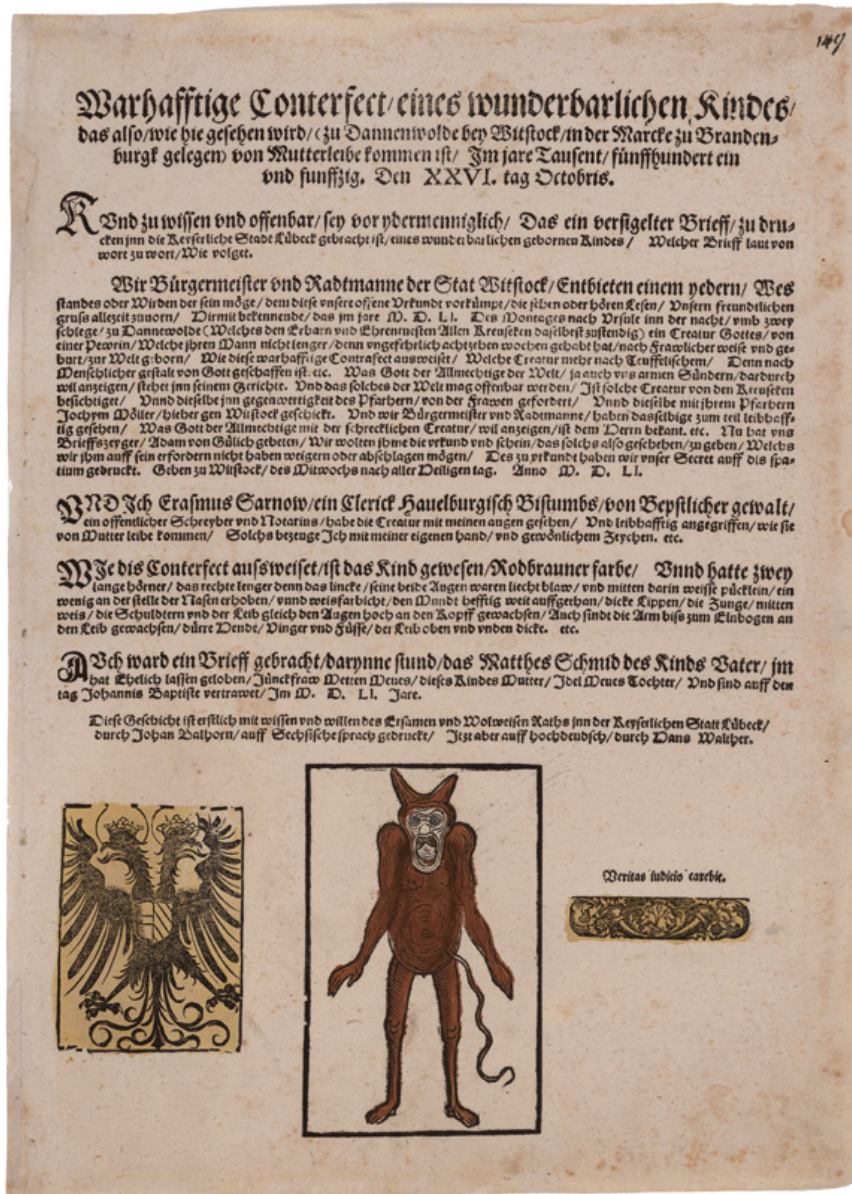 149
Warhafftige Conterfect/eines wunderbarlichen Kindes/
das also/wie hie gesehen wird/(zu Dannenwolde bey Witstock/in der Marcke zu Branden-
burgk gelegen) von Mutterleibe kommen ist/ Im jare Tausent/fünffhundert ein
vnd funffzig. Den XXVI. tag Octobris.
KVnd zu wissen vnd offenbar/sey vor ydermenniglich/ Das ein versigelter Brieff/zu dru-
cken jnn die Keyserliche Stadt Lübeck gebracht ist/eines wunderbarlichen gebornen Kindes/ Welcher Brieff laut von
wort zu wort/Wie volget.
Wir Bürgermeister vnd Radtmanne der Stat Witstock/Entbieten einem yedern/ Wes
standes oder Wirden der sein möge/dem diese vnsere offene Vrkundt vorkümpt/die sehen oder hören Lesen/ Vnsern freundtlichen
gruss allezeit zuuorn/ Hirmit bekennende/das jm jare M. D. LI. Des Montages nach Vrsule inn der nacht/vmb zwey
schlege/zu Dannewolde(Welches den Erbarn vnd Ehrenuesten Allen Kreuseken daselbest zustendig) ein Creatur Gottes/von
einer Pewrin/Welche jhren Mann nicht lenger/denn vngefehrlich achtzehen wochen gehabt hat/nach Frawlicher weise vnd ge-
burt/zur Welt geborn/ Wie diese warhafftige Contrafect ausweiset/ Welche Creatur mehr nach Teuffelischem/ Denn nach
Menschlicher gestalt von Gott geschaffen ist. etc. Was Gott der Allmechtige der Welt/ja auch vns armen Sündern/dardurch
will anzeigen/stehet jnn seinem Gerichte. Vnd das solches der Welt mag offenbar werden/Ist solche Creatur von den Kreuseken
besichtiget/ Vnnd dieselbe jnn gegenwertigkeit des Pfarhern/von der Frawen gefordert/ Vnnd dieselbe mit jhrem Pfarhern
Jochym Möller/hieher gen Witstock geschickt. Vnd wir Bürgermeister vnd Radtmanne/haben dasselbige zum teil leibhaff-
tig gesehen/ Was Gott der Allmechtige mit der schrecklichen Creatur/wil anzeigen/ist dem Herrn bekant. etc. Nu hat vns
Brieffszeyger/Adam von Gülich gebeten/Wir wolten jhme die vrkund vnd schein/das solchs also geschehen/zu geben/Welchs
wir jhm auff sein erfordern nicht haben weigern oder abschlagen mögen/ Des zu vrkundt haben wir vnser Secret auff dis spa-
tium gedruckt. Geben zu Witstock/des Mitwochs nach aller Heiligen tag. Anno M. D. LI.
VND Ich Erasmus Sarnow/ein Clerick Hauelburgisch Bistumbs/von Bepstlicher gewalt/
ein offentlicher Schreyber vnd Notarius/habe die Creatur mit meinen augen gesehen/ Vnd leibhafftig angegriffen/wie sie
von Mutter leibe kommen/ Solchs bezeuge Ich mit meiner eigenen hand/vnd gewönlichem Zeychen. etc.
WIe dis Conterfect ausweiset/ist das Kind gewesen/Rodbrauner farbe/ Vnnd hatte zwey
lange hörner/das rechte lenger denn das lincke/seine beide Augen waren liecht blaw/vnd mitten darin weisse pücklein/ein
wenig an der stelle der Nasen erhoben/vnnd weisfarbicht/den Mundt hefftig weit auffgethan/dicke Lippen/die Zunge/mitten
weis/die Schuldtern vnd der Leib gleich den Augen hoch an den Kopff gewachsen/Auch sindt die Arm biss zum Einbogen an
den Leib gewachsen/dürre Hende/Vinger vnd Füsse/der Leib oben vnd vnden dicke. etc.
AVch ward ein Brieff gebracht/darynne stund/das Matthes Schmid des Kinds Vater/jm
hat Ehelich lassen geloben/Jünckfraw Metten Meues/dieses Kindes Mutter/Idel Meues Tochter/Vnd sind auff den
tag Johannis Baptiste vertrawet/Im M. D. LI. Jare.
Diese Geschicht ist erstlich mit wissen vnd willen des Ersamen vnd Wolweisen Raths jnn der Keyserlichen Statt Lübeck/
durch Johan Balhorn/auff Sechsische sprach gedruckt/ Jetzt aber auff hochdeudsch/durch Hans Walther.
Veritas iudicio carebit.